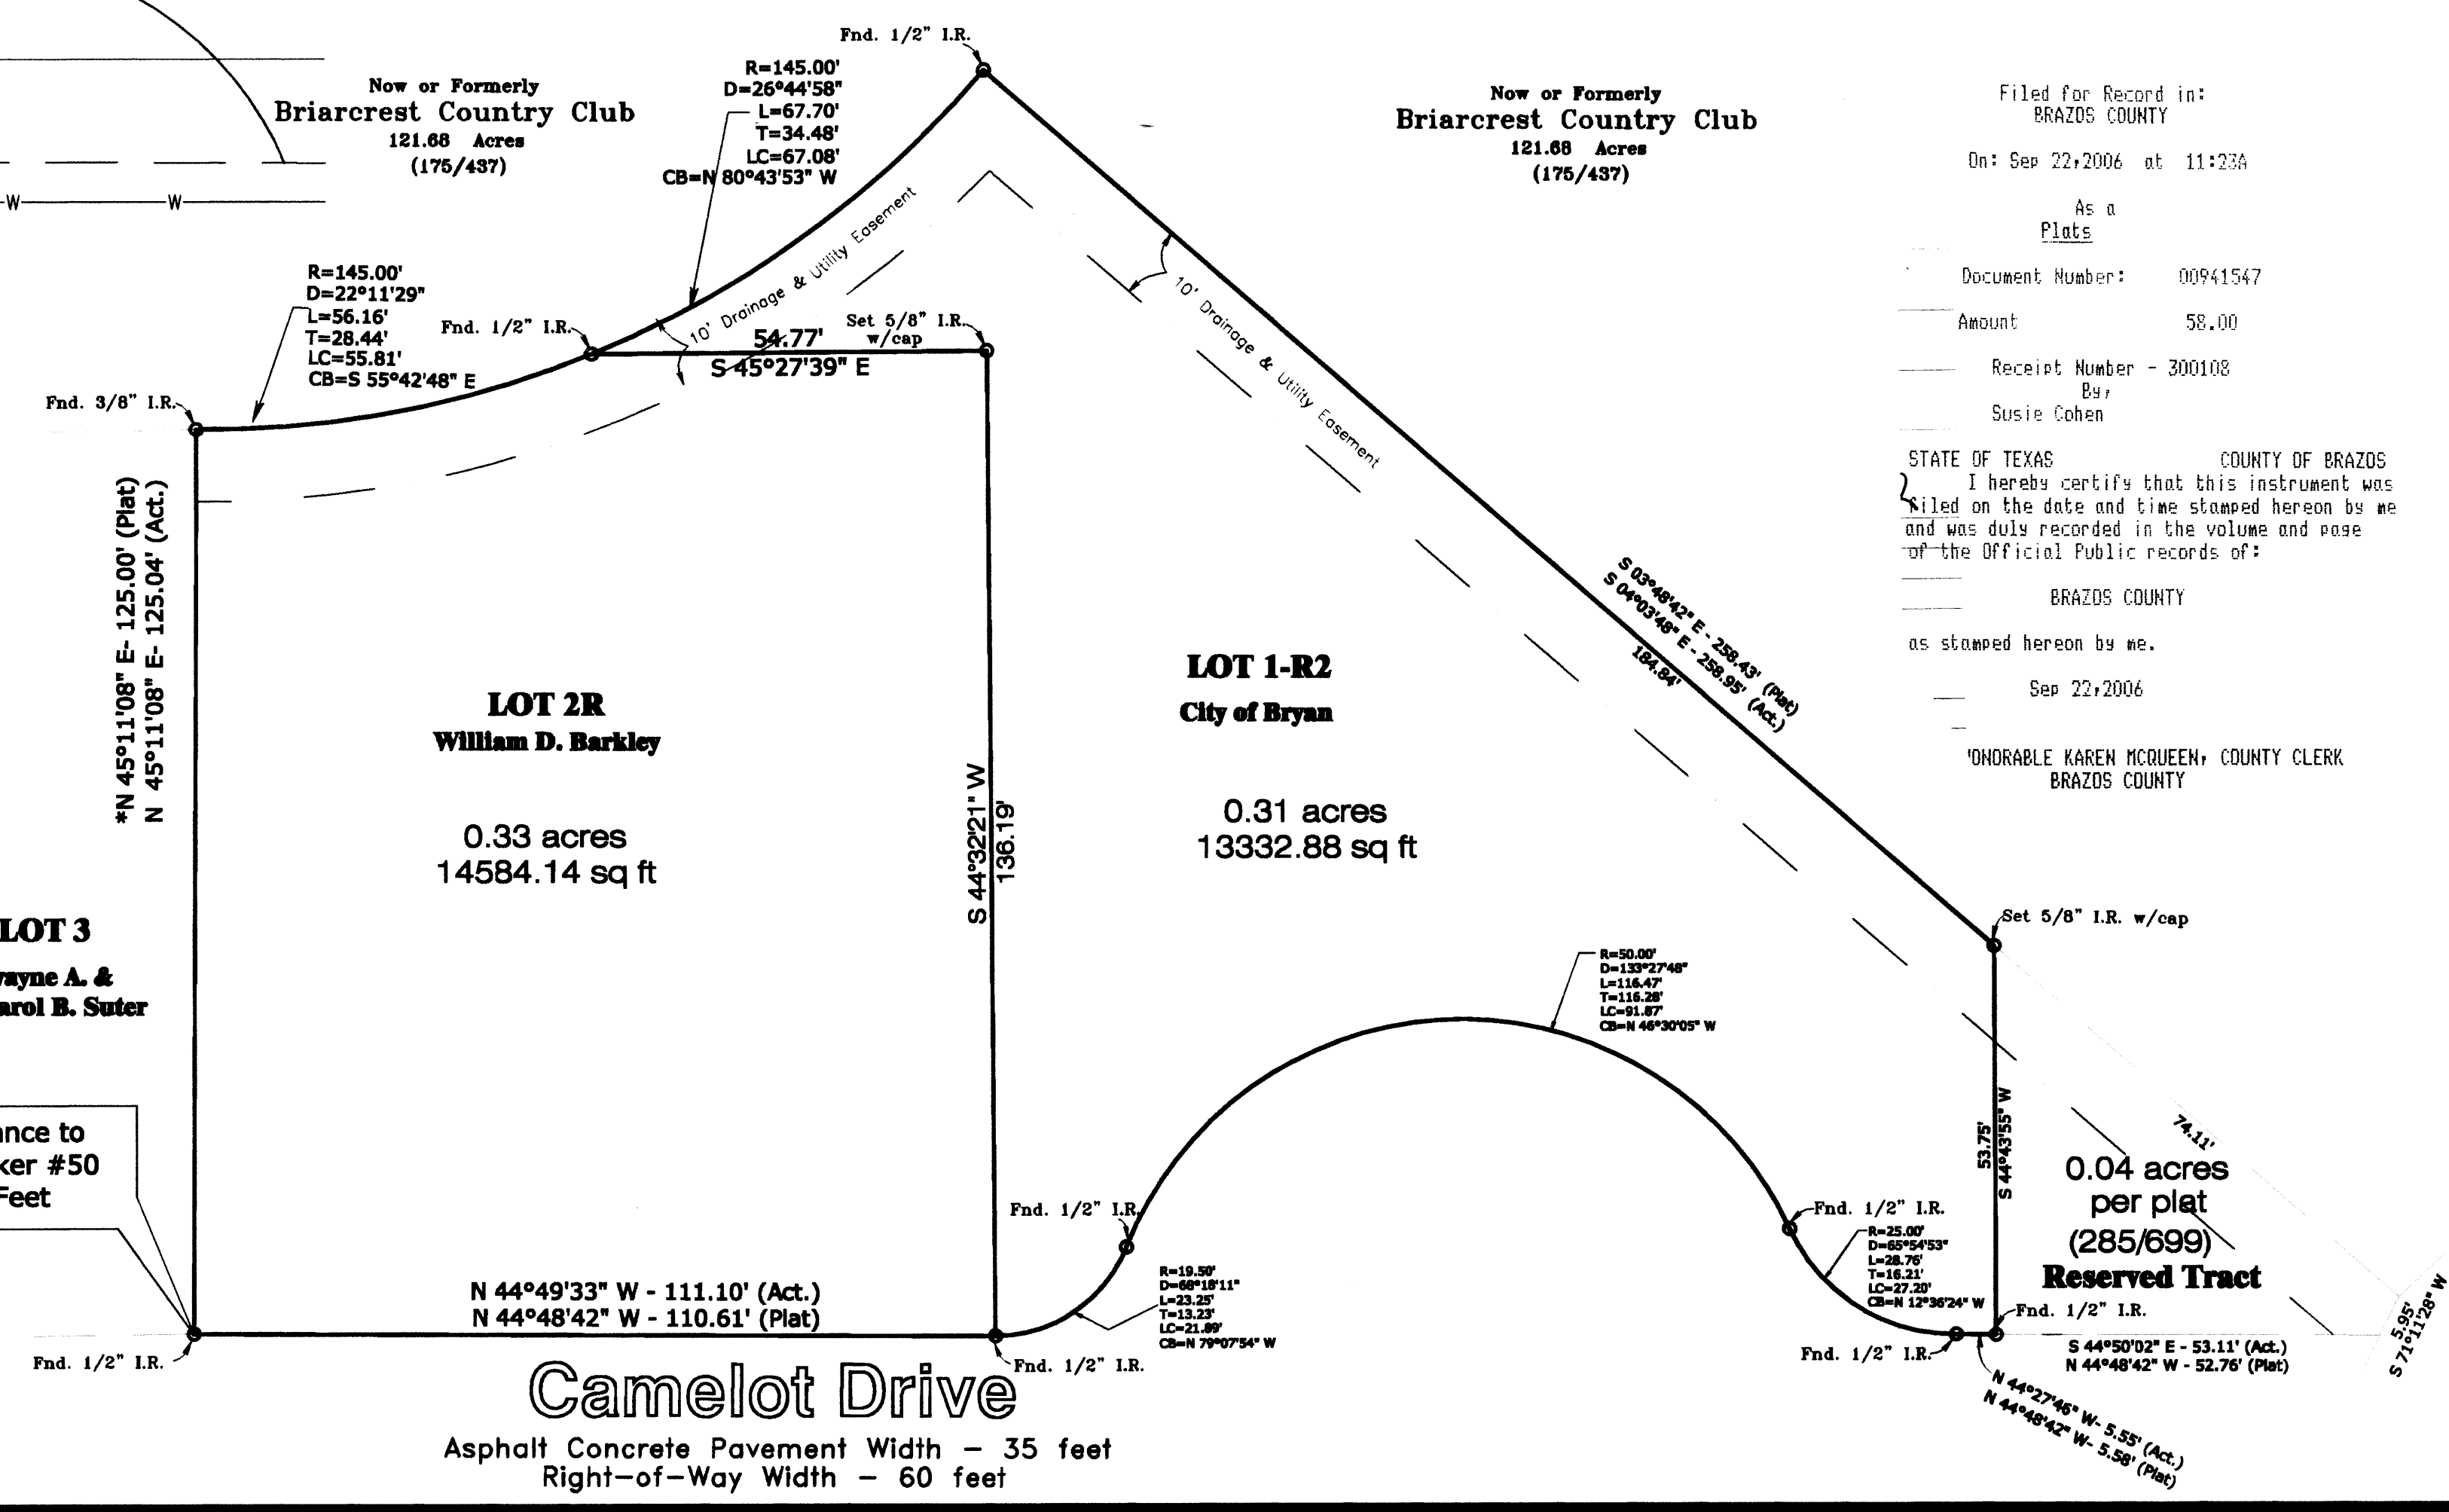 Fnd. 1/2" I.R.
Now or Formerly
Briarcrest Country Club
121.68 Acres
(175/437)
R=145.00'
D=26°44'58"
L=67.70'
T=34.48'
LC=67.08'
CB=N 80°43'53" W
Now or Formerly
Briarcrest Country Club
121.68 Acres
(175/437)
Filed for Record in:
BRAZOS COUNTY
On: Sep 22,2006 at 11:23A
As a
Plats
Document Number: 00941547
Amount 58.00
Receipt Number - 300108
By,
Susie Cohen
STATE OF TEXAS COUNTY OF BRAZOS
I hereby certify that this instrument was
filed on the date and time stamped hereon by me
and was duly recorded in the volume and page
of the Official Public records of:
BRAZOS COUNTY
as stamped hereon by me.
Sep 22,2006
'ONORABLE KAREN MCQUEEN, COUNTY CLERK
BRAZOS COUNTY
W
W
R=145.00'
D=22°11'29"
L=56.16'
T=28.44'
LC=55.81'
CB=S 55°42'48" E
Fnd. 1/2" I.R.
10' Drainage & Utility Easement
54.77'
S 45°27'39" E
Set 5/8" I.R.
w/cap
10' Drainage & Utility Easement
Fnd. 3/8" I.R.
*N 45°11'08" E- 125.00' (Plat)
N 45°11'08" E- 125.04' (Act.)
S 03°48'42" E - 258.43' (Plat)
S 04°03'48" E - 258.95' (Act.)
184.84'
LOT 2R
William D. Barkley
0.33 acres
14584.14 sq ft
S 44°32'21" W
136.19'
LOT 1-R2
City of Bryan
0.31 acres
13332.88 sq ft
LOT 3
wayne A. &
arol B. Suter
ance to
ker #50
Feet
Set 5/8" I.R. w/cap
R=50.00'
D=133°27'48"
L=116.47'
T=116.28'
LC=91.87'
CB=N 46°30'05" W
53.75'
S 44°43'55" W
74.11'
0.04 acres
per plat
(285/699)
Reserved Tract
Fnd. 1/2" I.R.
Fnd. 1/2" I.R.
R=25.00'
D=65°54'53"
L=28.76'
T=16.21'
LC=27.20'
CB=N 12°36'24" W
R=19.50'
D=68°18'11"
L=23.25'
T=13.23'
LC=21.89'
CB=N 79°07'54" W
N 44°49'33" W - 111.10' (Act.)
N 44°48'42" W - 110.61' (Plat)
Fnd. 1/2" I.R.
Fnd. 1/2" I.R.
Fnd. 1/2" I.R.
Fnd. 1/2" I.R.
S 44°50'02" E - 53.11' (Act.)
N 44°48'42" W - 52.76' (Plat)
5.95'
S 71°11'28" W
N 44°27'46" W- 5.55' (Act.)
N 44°48'42" W- 5.58' (Plat)
Camelot Drive
Asphalt Concrete Pavement Width - 35 feet
Right-of-Way Width - 60 feet